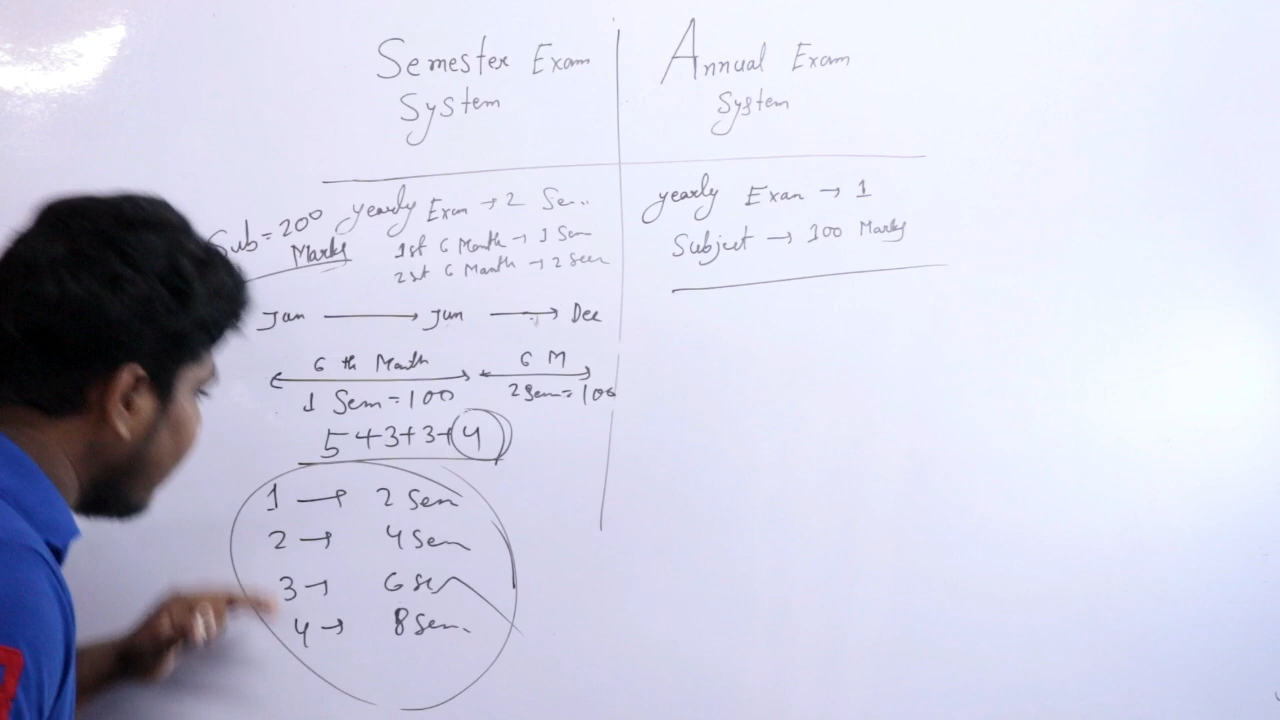 Semester Exam
System
Annual Exam
System
Sub = 200
Marks
yearly Exam → 2 Sem
1st 6 Month → 1 Sem
2st 6 Month → 2 Sem
yearly Exam → 1
Subject → 100 Marks
Jan → Jun → Dec
6 th Month
6 M
1 Sem = 100
2 Sem = 100
5 + 3 + 3 + 4
1 → 2 Sem
2 → 4 Sem
3 → 6 Sem
4 → 8 Sem